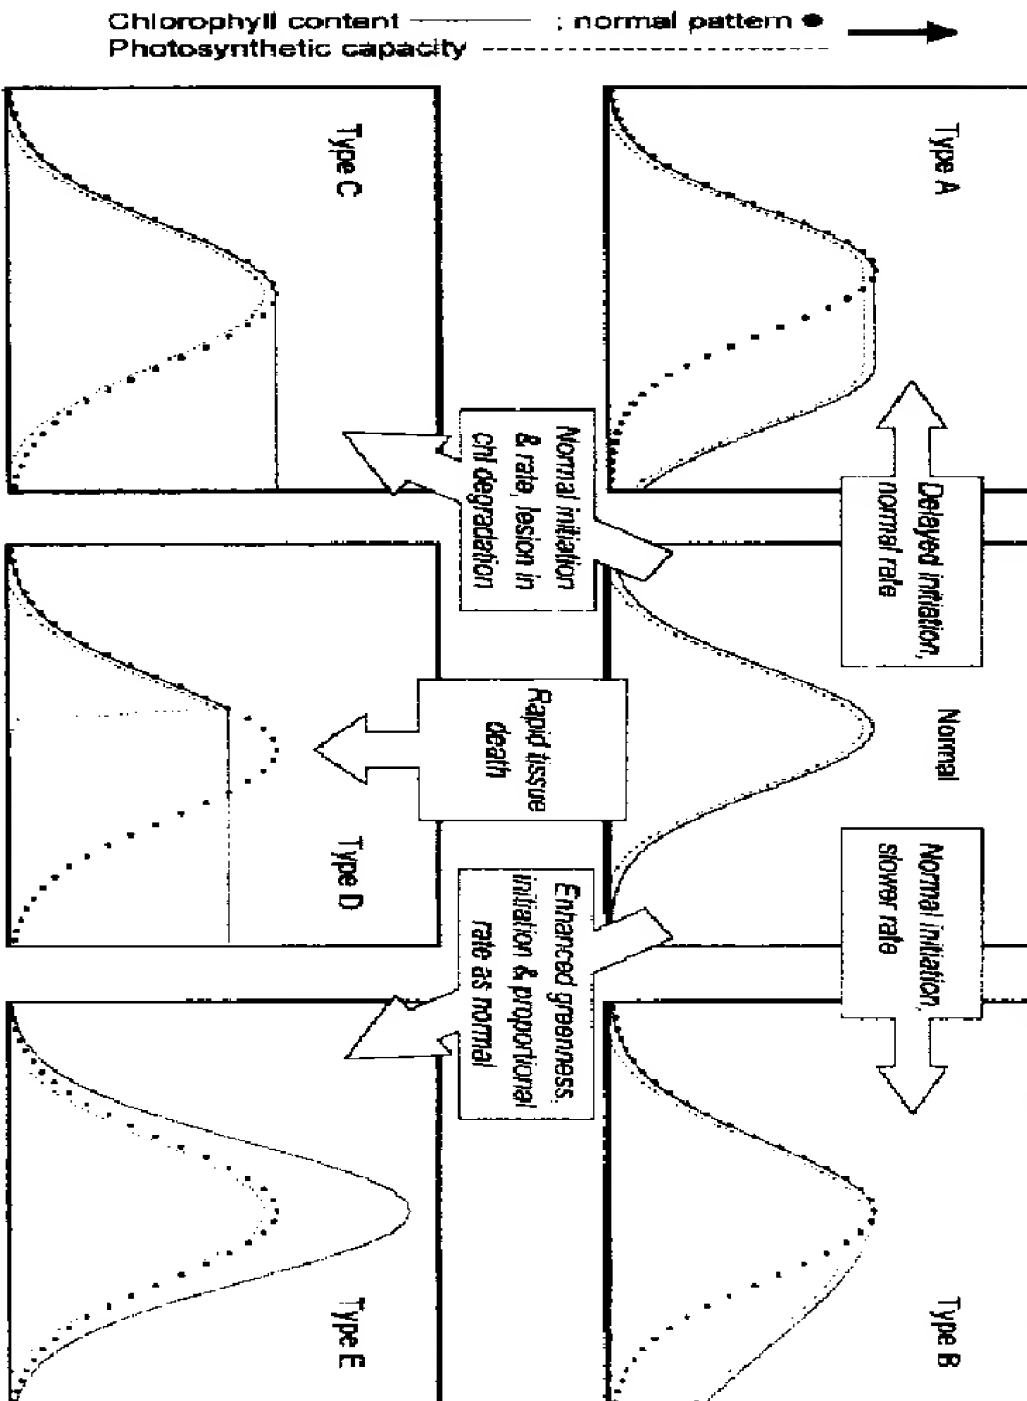 Chlorophyll content ; normal pattern
Photosynthetic capacity
Type A
Delayed initiation,
normal rate
Normal
Normal initiation,
slower rate
Type B
Normal initiation
& rate, lesion in
chl degradation
Rapid tissue
death
Enhanced greenness,
initiation & proportional
rate as normal
Type C
Type D
Type E